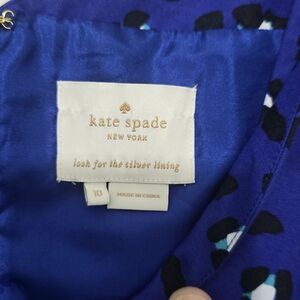 kate spade
NEW YORK
look for the silver lining
10
MADE IN CHINA